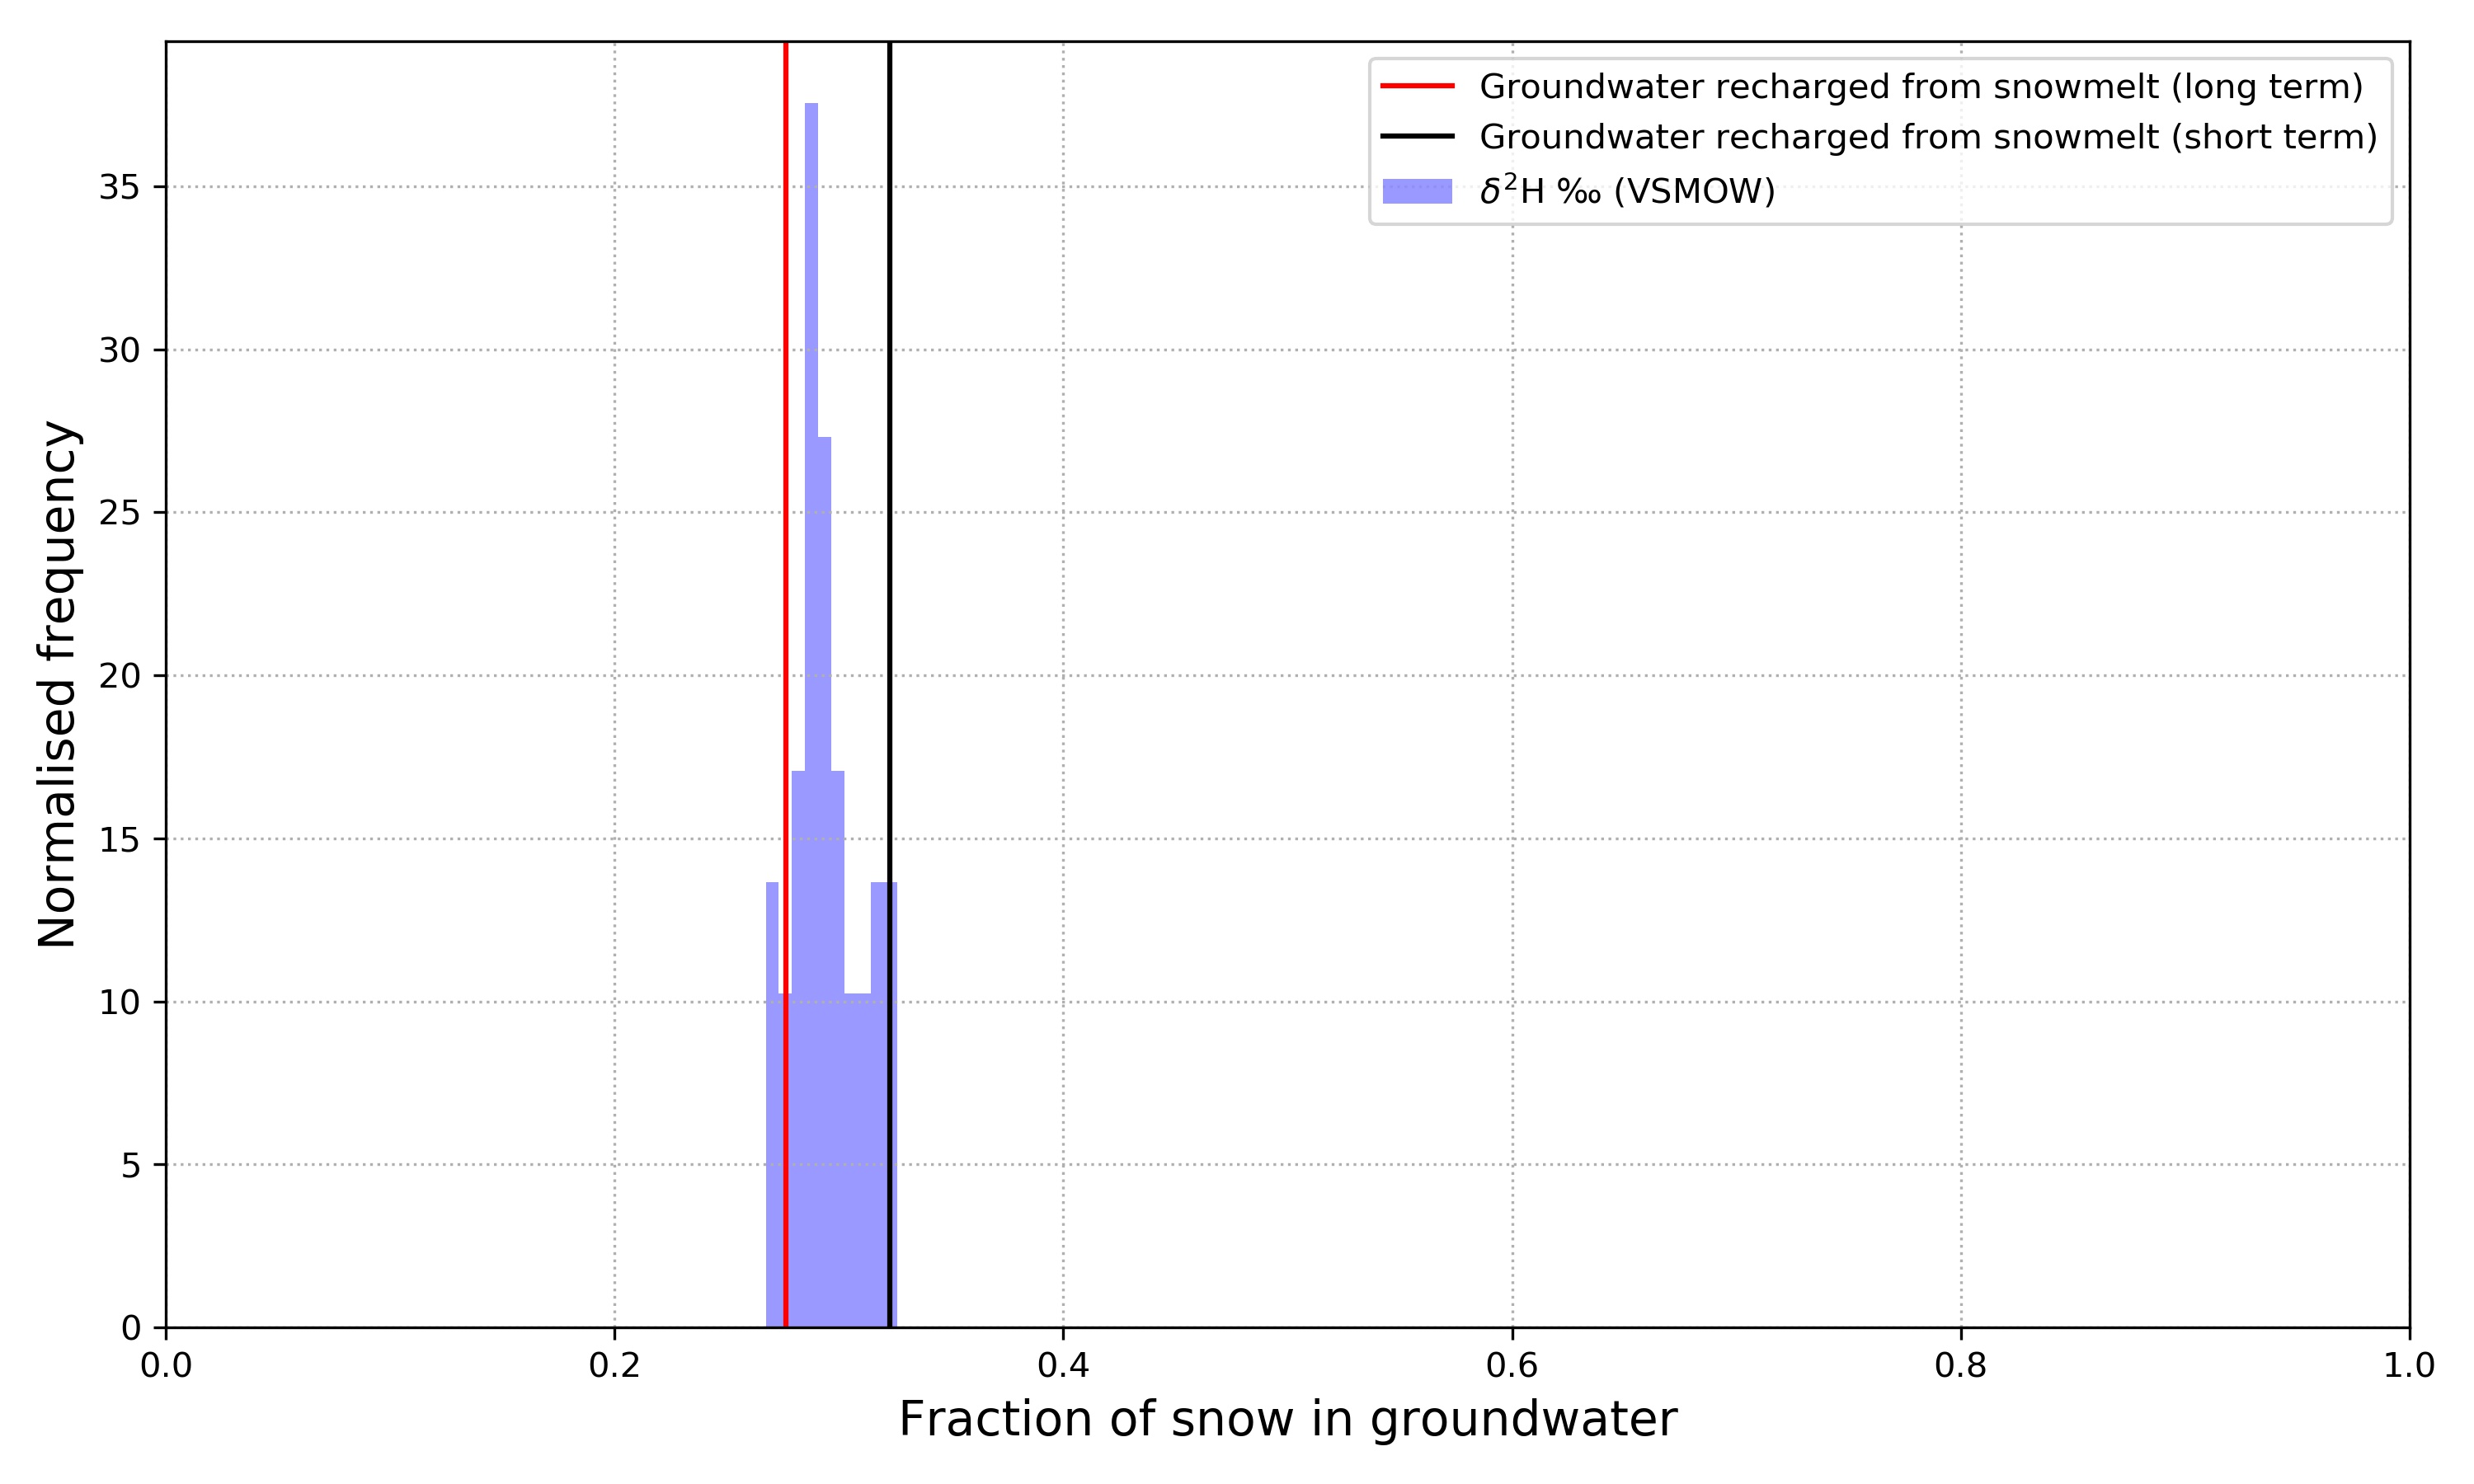 Groundwater recharged from snowmelt (long term)
Groundwater recharged from snowmelt (short term)
δ²H ‰ (VSMOW)
Normalised frequency
35
30
25
20
15
10
5
0
0.0 0.2 0.4 0.6 0.8 1.0
Fraction of snow in groundwater